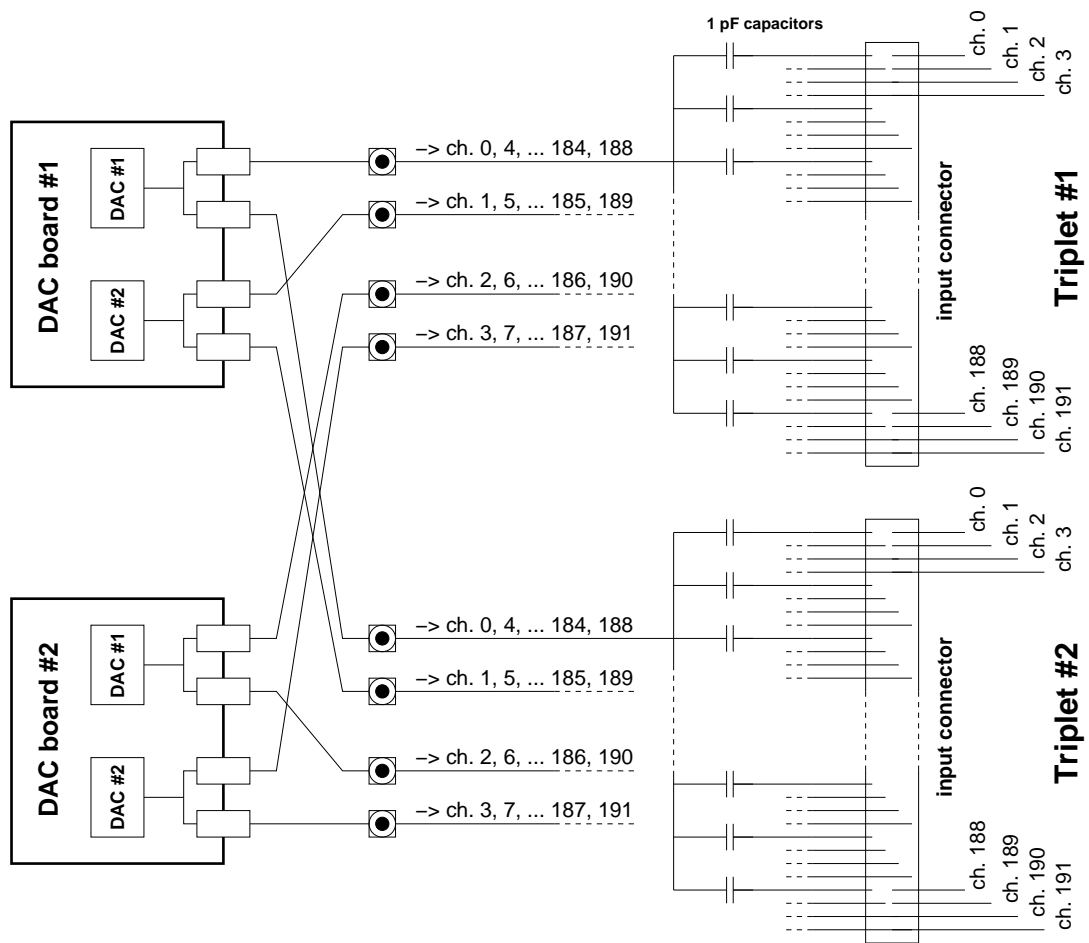 1 pF capacitors
ch. 0
ch. 1
ch. 2
ch. 3
DAC board #1
DAC #1
DAC #2
–> ch. 0, 4, ... 184, 188
–> ch. 1, 5, ... 185, 189
–> ch. 2, 6, ... 186, 190
–> ch. 3, 7, ... 187, 191
input connector
Triplet #1
ch. 188
ch. 189
ch. 190
ch. 191
ch. 0
ch. 1
ch. 2
ch. 3
DAC board #2
DAC #1
DAC #2
–> ch. 0, 4, ... 184, 188
–> ch. 1, 5, ... 185, 189
–> ch. 2, 6, ... 186, 190
–> ch. 3, 7, ... 187, 191
input connector
Triplet #2
ch. 188
ch. 189
ch. 190
ch. 191